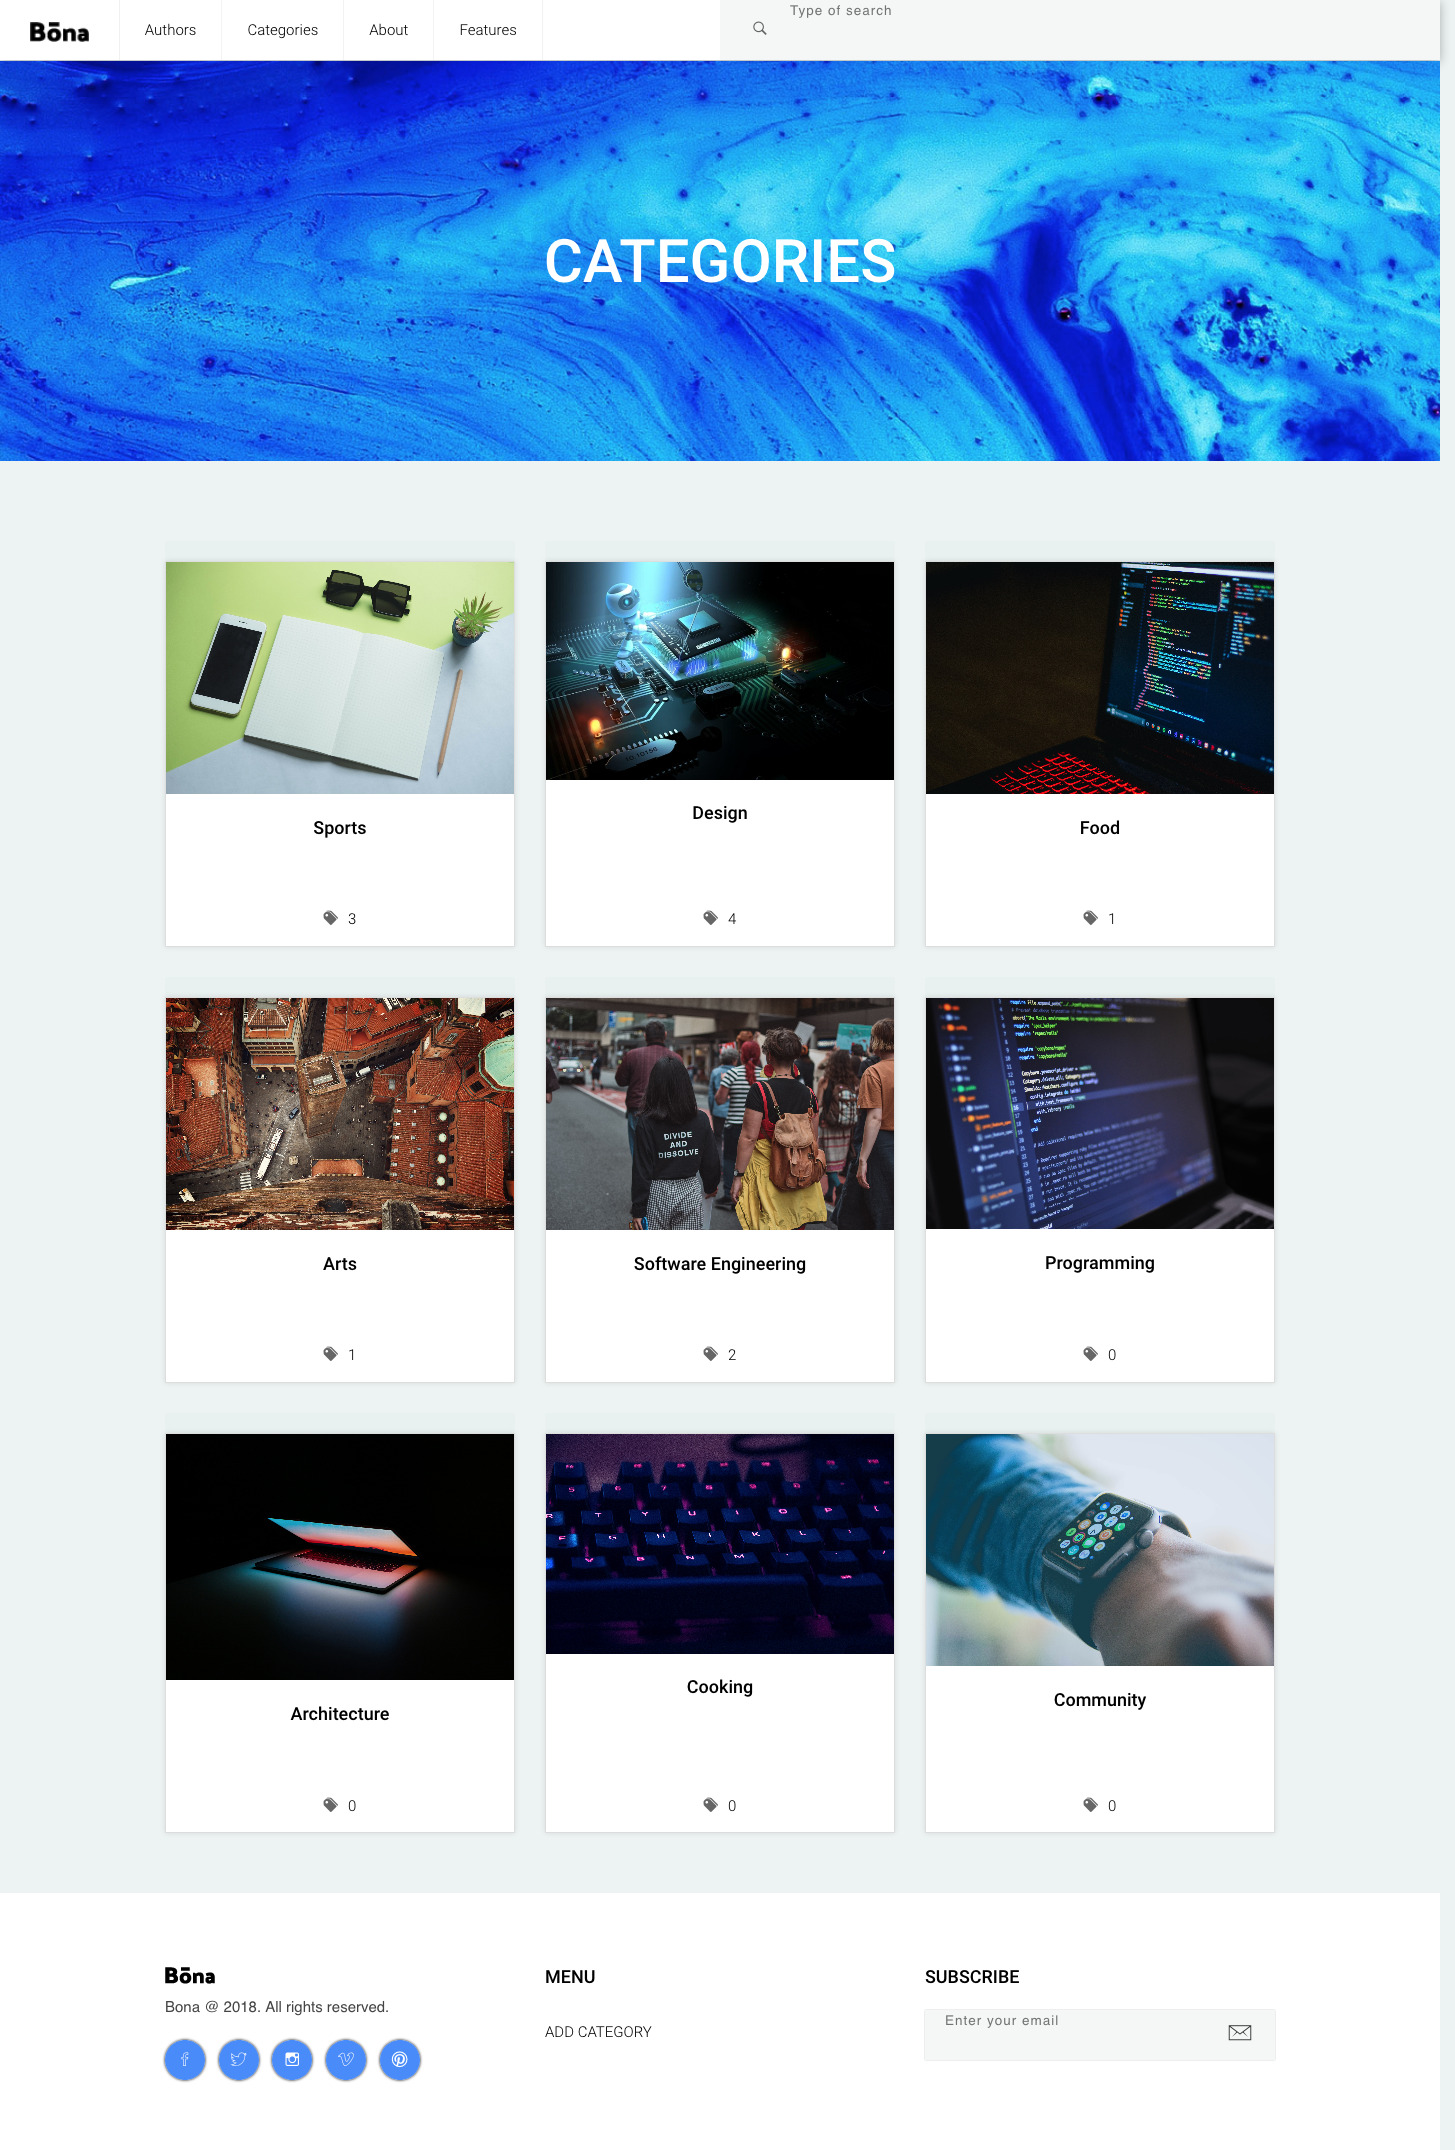 Bōna
Authors
Categories
About
Features
Type of search
CATEGORIES
Sports
3
Design
4
Food
1
DIVIDE
AND
DISSOLVE
Arts
1
Software Engineering
2
Programming
0
Architecture
0
Cooking
0
Community
0
Bōna
Bona @ 2018. All rights reserved.
MENU
ADD CATEGORY
SUBSCRIBE
Enter your email